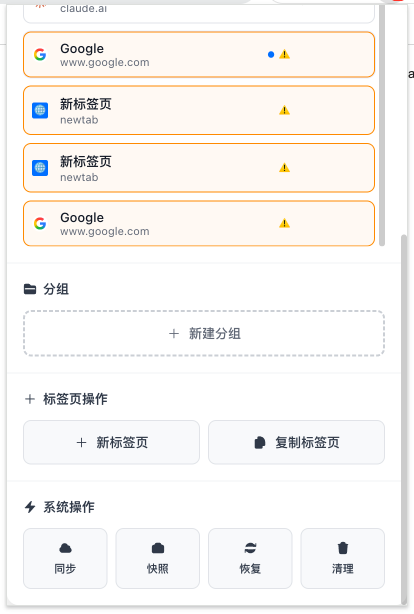 claude.ai
Google
www.google.com
新标签页
newtab
新标签页
newtab
Google
www.google.com
分组
+ 新建分组
+ 标签页操作
+ 新标签页
复制标签页
系统操作
同步
快照
恢复
清理
a